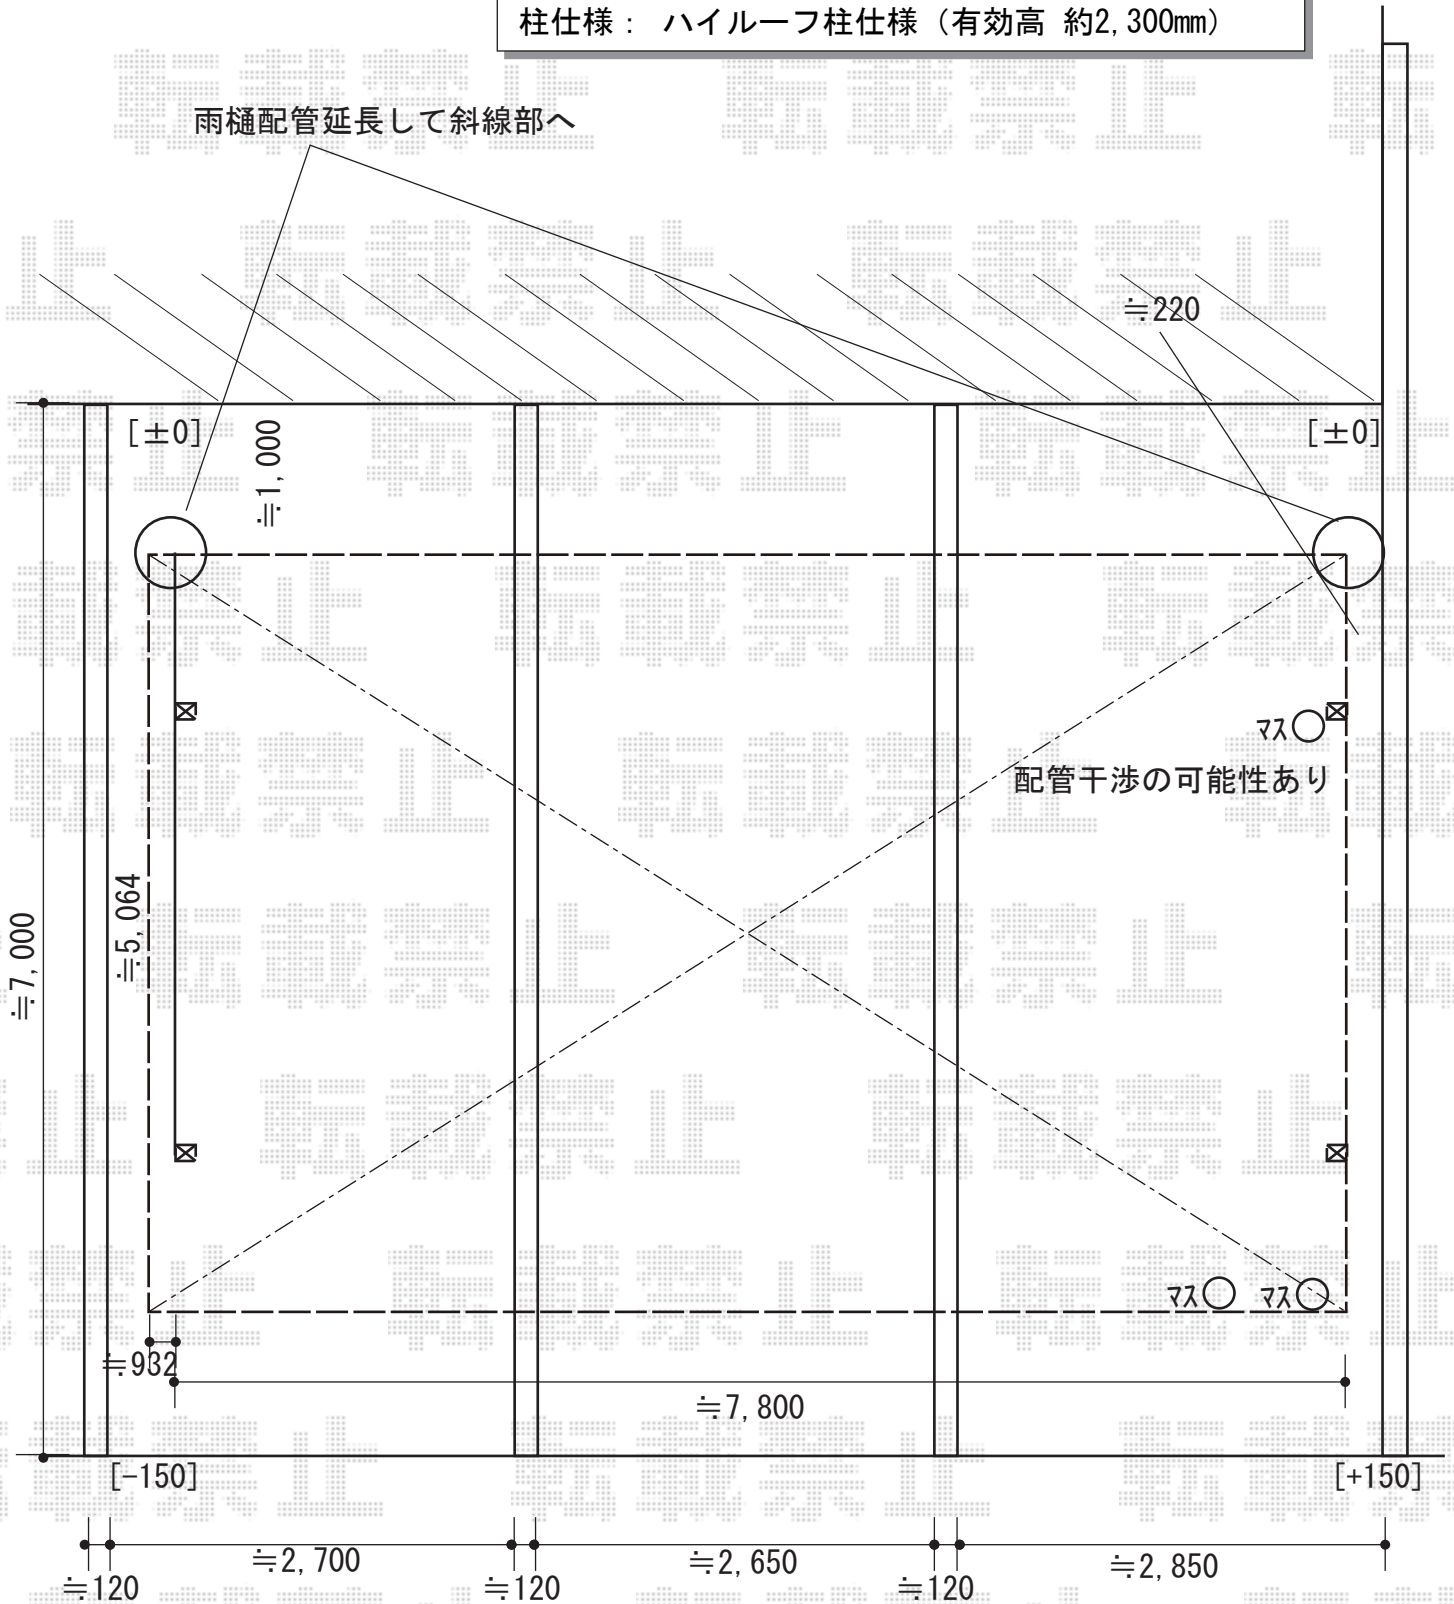 柱仕様： ハイルーフ柱仕様（有効高 約2,300mm）
雨樋配管延長して斜線部へ
≒220
[±0]
[±0]
≒1,000
マス
配管干渉の可能性あり
≒5,064
≒7,000
マス
マス
≒932
≒7,800
[-150]
[+150]
≒2,700
≒2,650
≒2,850
≒120
≒120
≒120
転載禁止